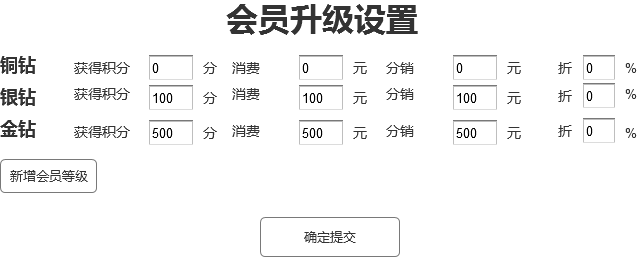 会员升级设置
铜钻 获得积分 0 分 消费 0 元 分销 0 元 折 0 %
银钻 获得积分 100 分 消费 100 元 分销 100 元 折 0 %
金钻 获得积分 500 分 消费 500 元 分销 500 元 折 0 %
新增会员等级
确定提交